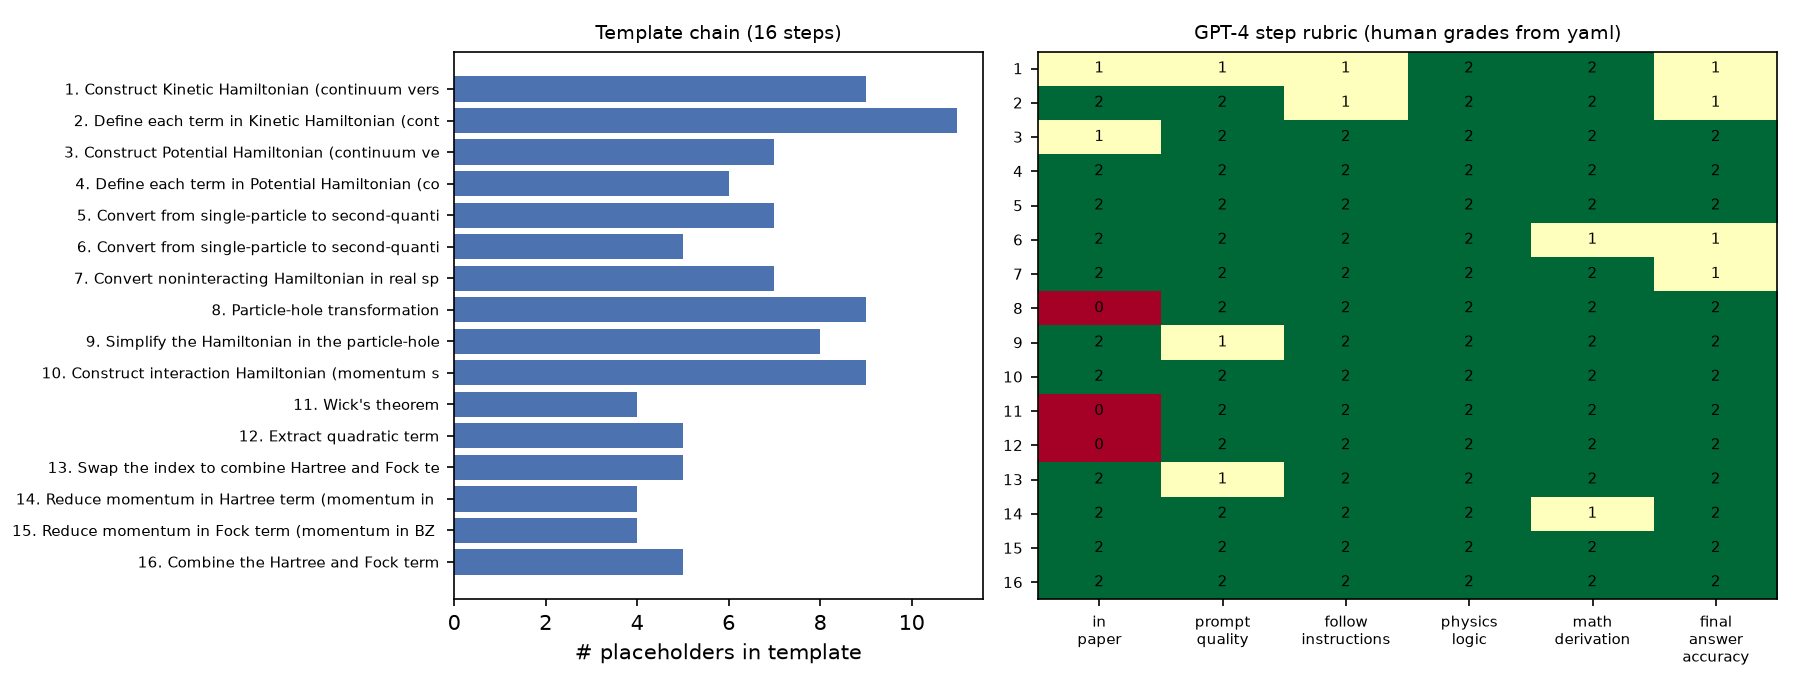 Template chain (16 steps)
1. Construct Kinetic Hamiltonian (continuum vers
2. Define each term in Kinetic Hamiltonian (cont
3. Construct Potential Hamiltonian (continuum ve
4. Define each term in Potential Hamiltonian (co
5. Convert from single-particle to second-quanti
6. Convert from single-particle to second-quanti
7. Convert noninteracting Hamiltonian in real sp
8. Particle-hole transformation
9. Simplify the Hamiltonian in the particle-hole
10. Construct interaction Hamiltonian (momentum s
11. Wick's theorem
12. Extract quadratic term
13. Swap the index to combine Hartree and Fock te
14. Reduce momentum in Hartree term (momentum in
15. Reduce momentum in Fock term (momentum in BZ
16. Combine the Hartree and Fock term
0 2 4 6 8 10
# placeholders in template
GPT-4 step rubric (human grades from yaml)
1 1 1 1 2 2 1
2 2 2 1 2 2 1
3 1 2 2 2 2 2
4 2 2 2 2 2 2
5 2 2 2 2 2 2
6 2 2 2 2 1 1
7 2 2 2 2 2 1
8 0 2 2 2 2 2
9 2 1 2 2 2 2
10 2 2 2 2 2 2
11 0 2 2 2 2 2
12 0 2 2 2 2 2
13 2 1 2 2 2 2
14 2 2 2 2 1 2
15 2 2 2 2 2 2
16 2 2 2 2 2 2
in
paper
prompt
quality
follow
instructions
physics
logic
math
derivation
final
answer
accuracy